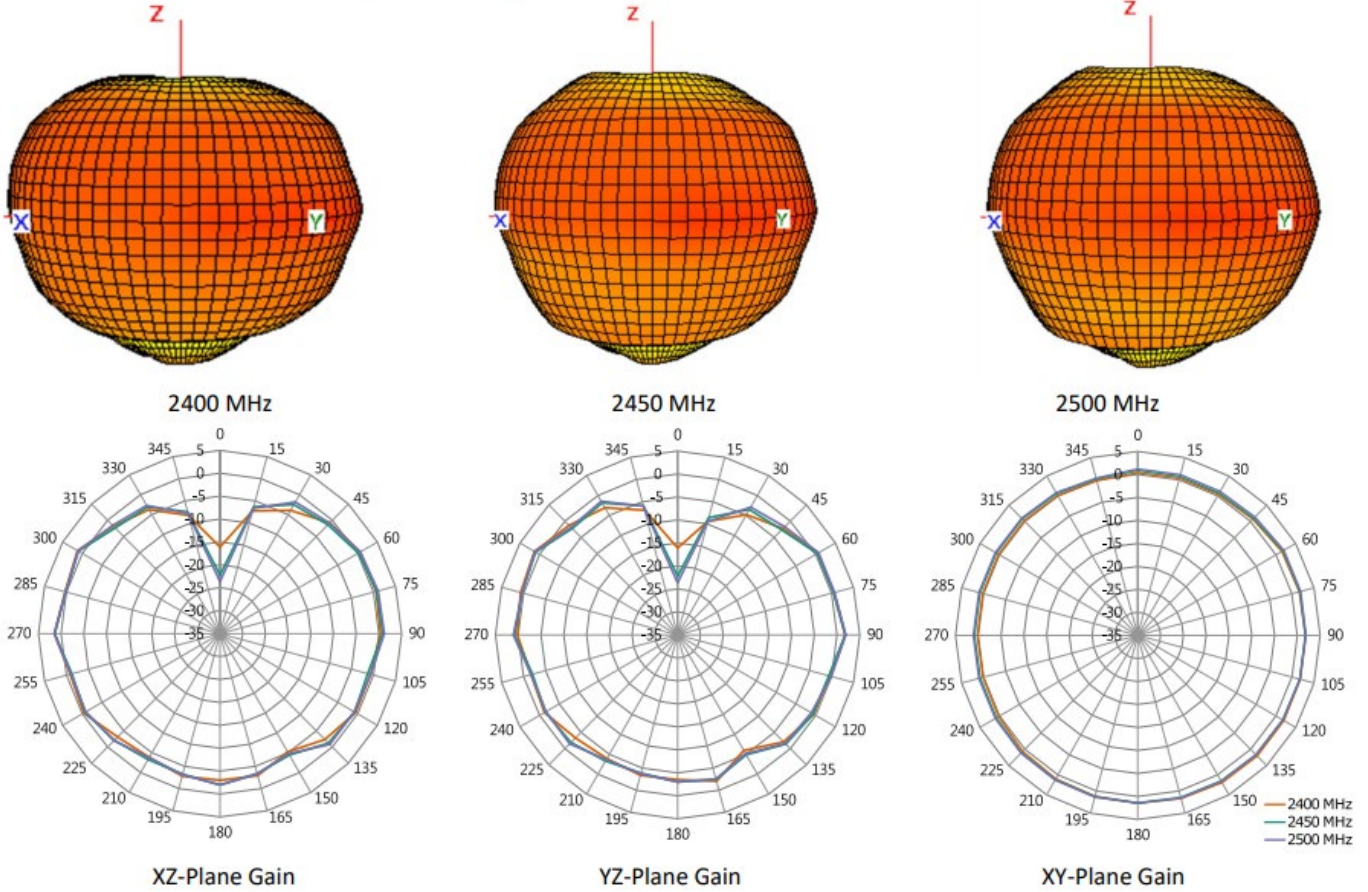 Z Z Z
X Y X Y X Y
2400 MHz 2450 MHz 2500 MHz
0 0 0
345 15 345 15 345 15
330 30 330 30 330 30
315 45 315 45 315 45
300 60 300 60 300 60
285 75 285 75 285 75
270 90 270 90 270 90
255 105 255 105 255 105
240 120 240 120 240 120
225 135 225 135 225 135
210 150 210 150 210 150
195 165 195 165 195 165
180 180 180
5 5 5
0 0 0
-5 -5 -5
-10 -10 -10
-15 -15 -15
-20 -20 -20
-25 -25 -25
-30 -30 -30
-35 -35 -35
2400 MHz
2450 MHz
2500 MHz
XZ-Plane Gain YZ-Plane Gain XY-Plane Gain